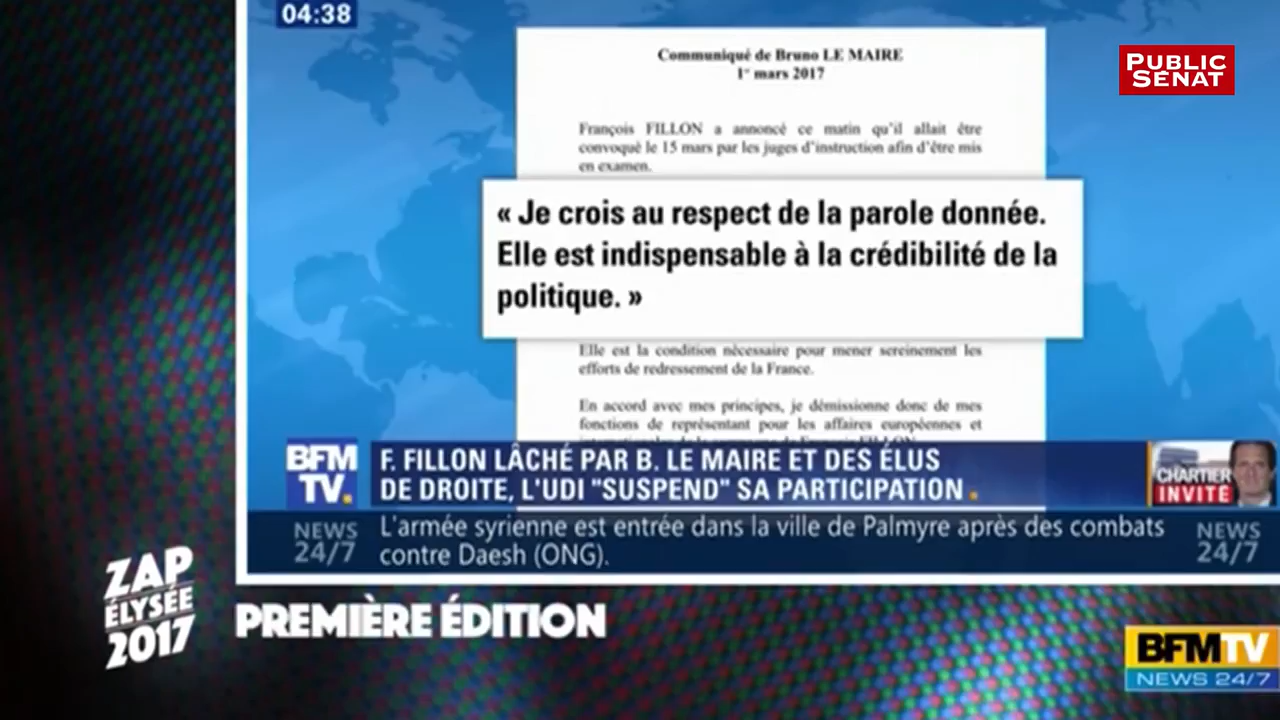 04:38
PUBLIC
SÉNAT
Communiqué de Bruno LE MAIRE
1er mars 2017
François FILLON a annoncé ce matin qu'il allait être
convoqué le 15 mars par les juges d'instruction afin d'être mis
en examen.
« Je crois au respect de la parole donnée.
Elle est indispensable à la crédibilité de la
politique. »
Elle est la condition nécessaire pour mener sereinement les
efforts de redressement de la France.
En accord avec mes principes, je démissionne donc de mes
fonctions de représentant pour les affaires européennes et
BFM
TV.
F. FILLON LÂCHÉ PAR B. LE MAIRE ET DES ÉLUS
DE DROITE, L'UDI "SUSPEND" SA PARTICIPATION
CHARTIER
INVITÉ
NEWS
24/7
L'armée syrienne est entrée dans la ville de Palmyre après des combats
contre Daesh (ONG).
NEWS
24/7
ZAP
ÉLYSÉE
2017
PREMIÈRE ÉDITION
BFMTV
NEWS 24/7